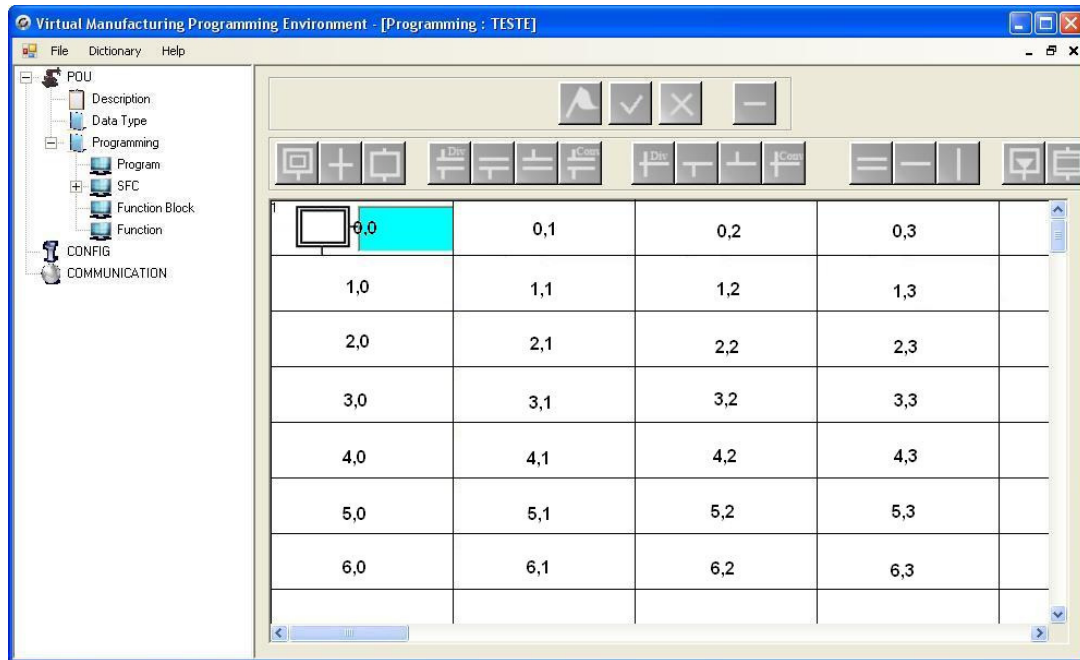 Virtual Manufacturing Programming Environment - [Programming : TESTE]
File Dictionary Help
POU
Description
Data Type
Programming
Program
SFC
Function Block
Function
CONFIG
COMMUNICATION
Div Conv Div Conv
1
0,0 0,1 0,2 0,3
1,0 1,1 1,2 1,3
2,0 2,1 2,2 2,3
3,0 3,1 3,2 3,3
4,0 4,1 4,2 4,3
5,0 5,1 5,2 5,3
6,0 6,1 6,2 6,3